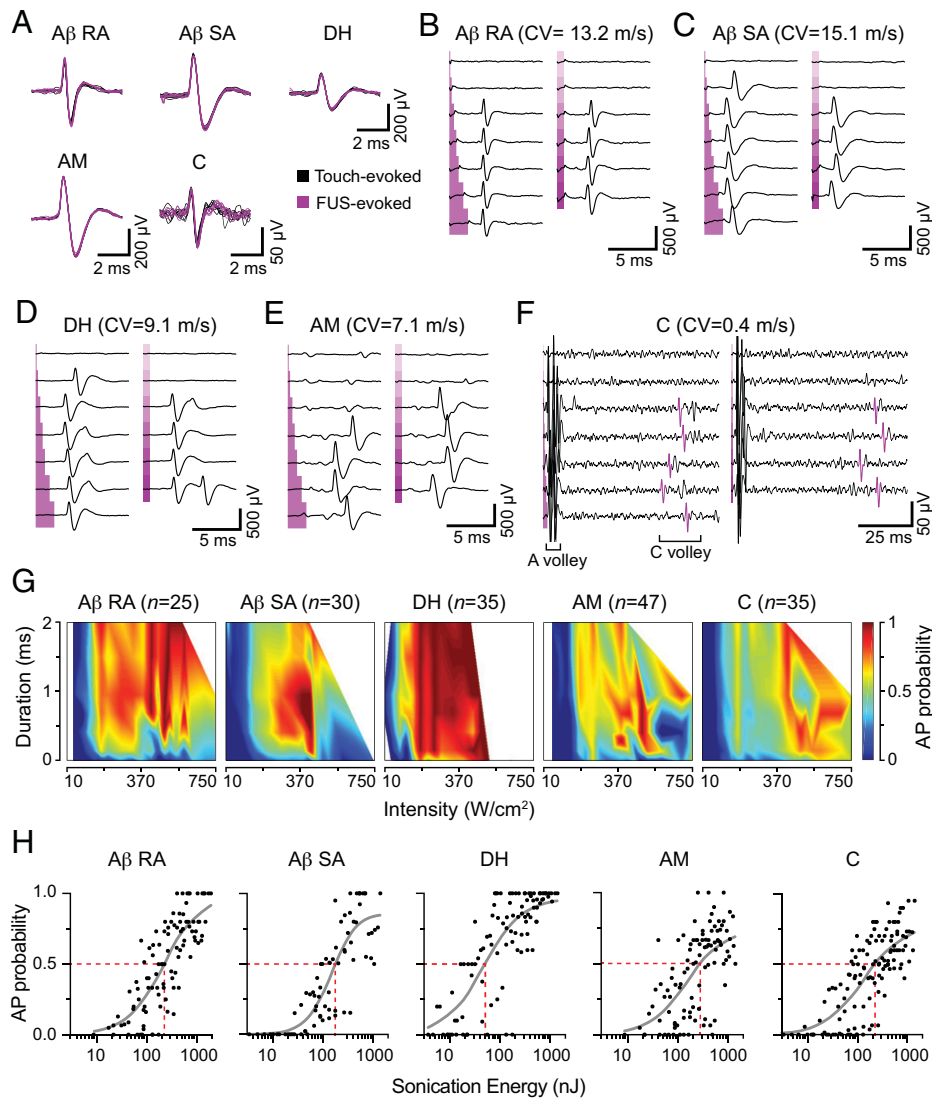 A
Aβ RA
Aβ SA
DH
200 μV
2 ms
AM
C
Touch-evoked
FUS-evoked
200 μV
2 ms
50 μV
2 ms
B
Aβ RA (CV= 13.2 m/s)
500 μV
5 ms
C
Aβ SA (CV=15.1 m/s)
500 μV
5 ms
D
DH (CV=9.1 m/s)
500 μV
5 ms
E
AM (CV=7.1 m/s)
500 μV
5 ms
F
C (CV=0.4 m/s)
A volley
C volley
50 μV
25 ms
G
Aβ RA (n=25)
Aβ SA (n=30)
DH (n=35)
AM (n=47)
C (n=35)
Duration (ms)
2
1
0
10 370 750
10 370 750
10 370 750
10 370 750
10 370 750
Intensity (W/cm²)
1
0.5
0
AP probability
H
Aβ RA
Aβ SA
DH
AM
C
AP probability
1.0
0.5
0.0
10 100 1000
10 100 1000
10 100 1000
10 100 1000
10 100 1000
Sonication Energy (nJ)